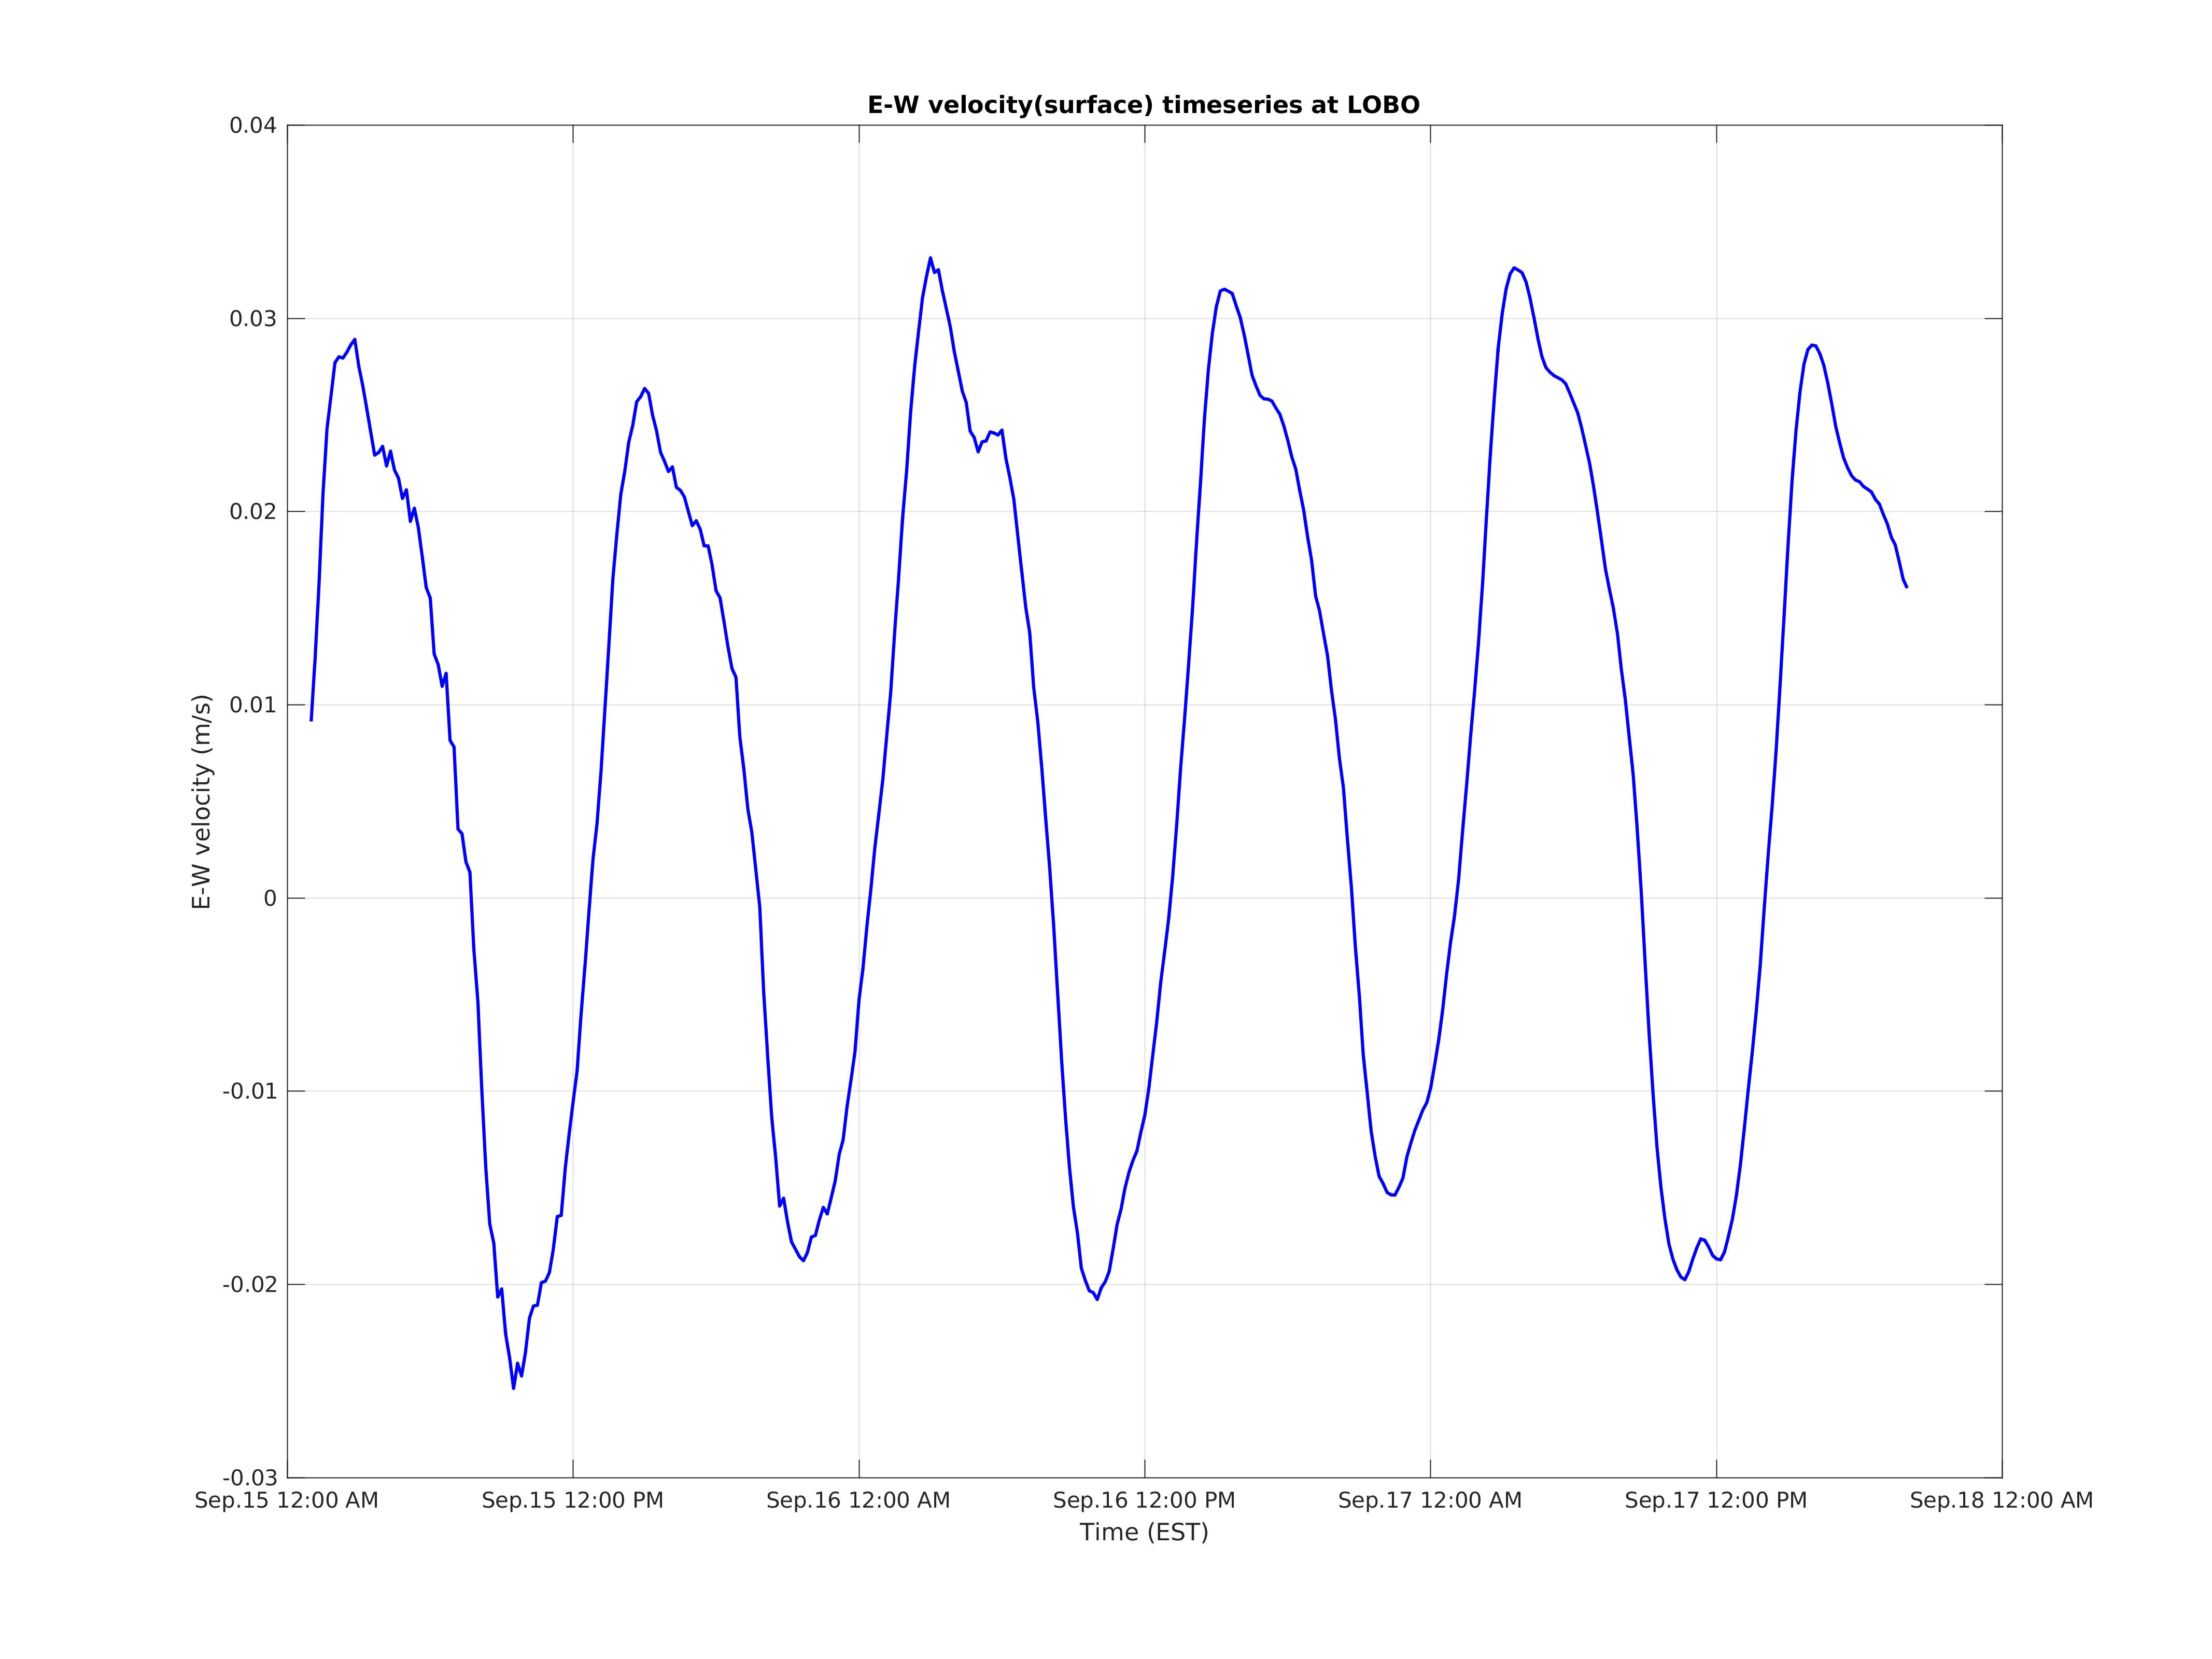 E-W velocity(surface) timeseries at LOBO
0.04
0.03
0.02
0.01
0
-0.01
-0.02
-0.03
E-W velocity (m/s)
Sep.15 12:00 AM
Sep.15 12:00 PM
Sep.16 12:00 AM
Sep.16 12:00 PM
Sep.17 12:00 AM
Sep.17 12:00 PM
Sep.18 12:00 AM
Time (EST)